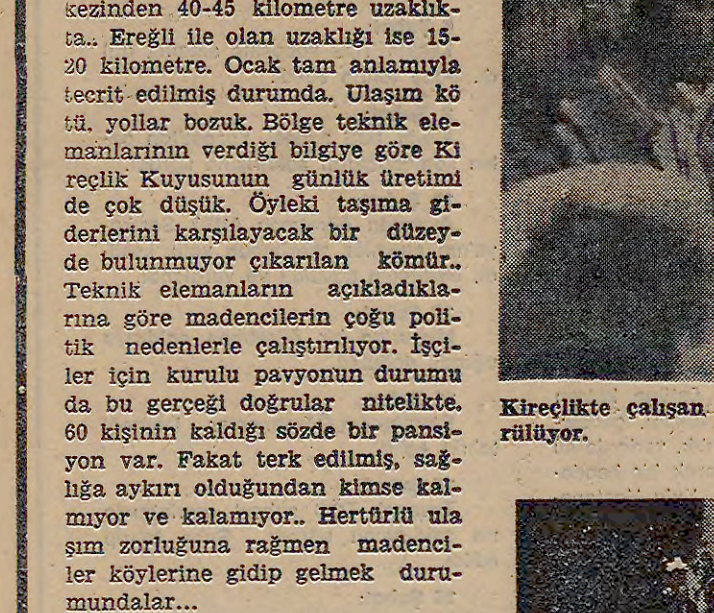 kezinden 40-45 kilometre uzaklık-
ta.. Ereğli ile olan uzaklığı ise 15-
20 kilometre. Ocak tam anlamıyla
tecrit edilmiş durumda. Ulaşım kö
tü, yollar bozuk. Bölge teknik ele-
manlarının verdiği bilgiye göre Ki
reçlik Kuyusunun günlük üretimi
de çok düşük. Öyleki taşıma gi-
derlerini karşılayacak bir düzey-
de bulunmuyor çıkarılan kömür..
Teknik elemanların açıkladıkla-
rına göre madencilerin çoğu poli-
tik nedenlerle çalıştırılıyor. İşçi-
ler için kurulu pavyonun durumu
da bu gerçeği doğrular nitelikte.
60 kişinin kaldığı sözde bir pansi-
yon var. Fakat terk edilmiş, sağ-
lığa aykırı olduğundan kimse kal-
mıyor ve kalamıyor.. Hertürlü ula
şım zorluğuna rağmen madenci-
ler köylerine gidip gelmek duru-
mundalar...
Kireçlikte çalışan
rülüyor.